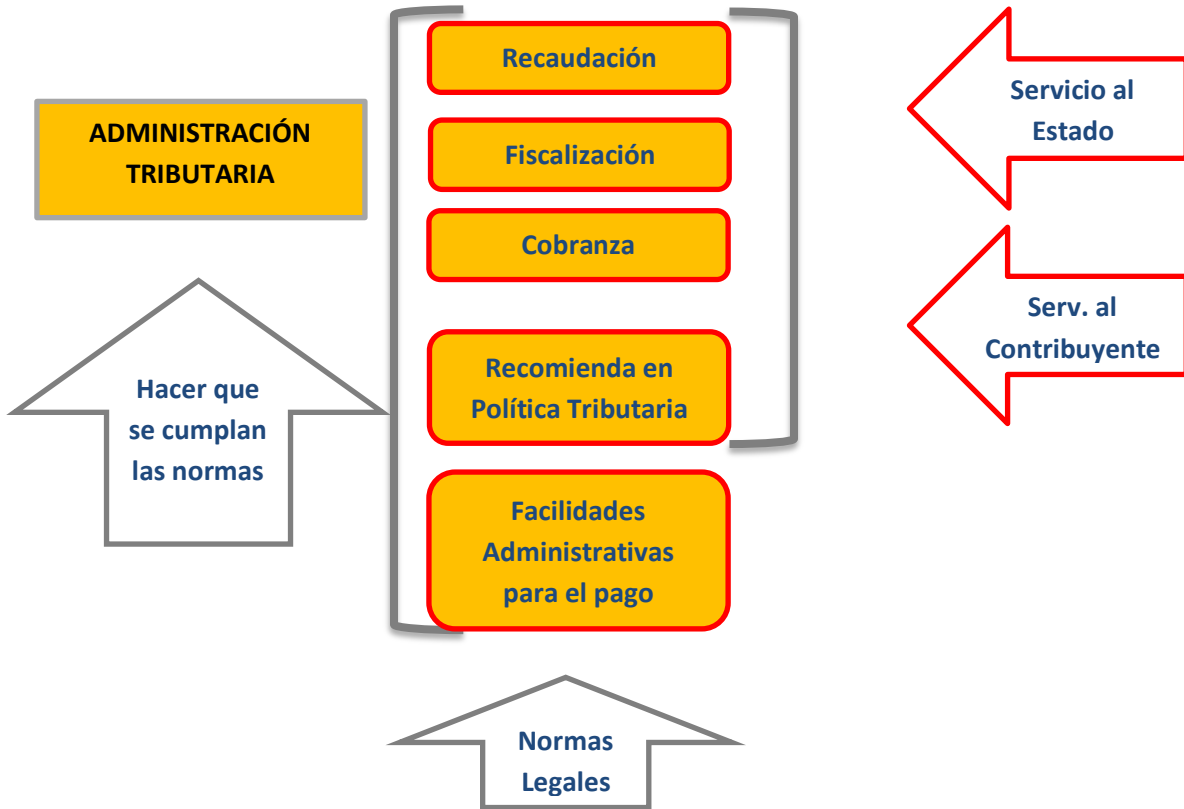 ADMINISTRACIÓN
TRIBUTARIA
Hacer que
se cumplan
las normas
Recaudación
Fiscalización
Cobranza
Recomienda en
Política Tributaria
Facilidades
Administrativas
para el pago
Normas
Legales
Servicio al
Estado
Serv. al
Contribuyente